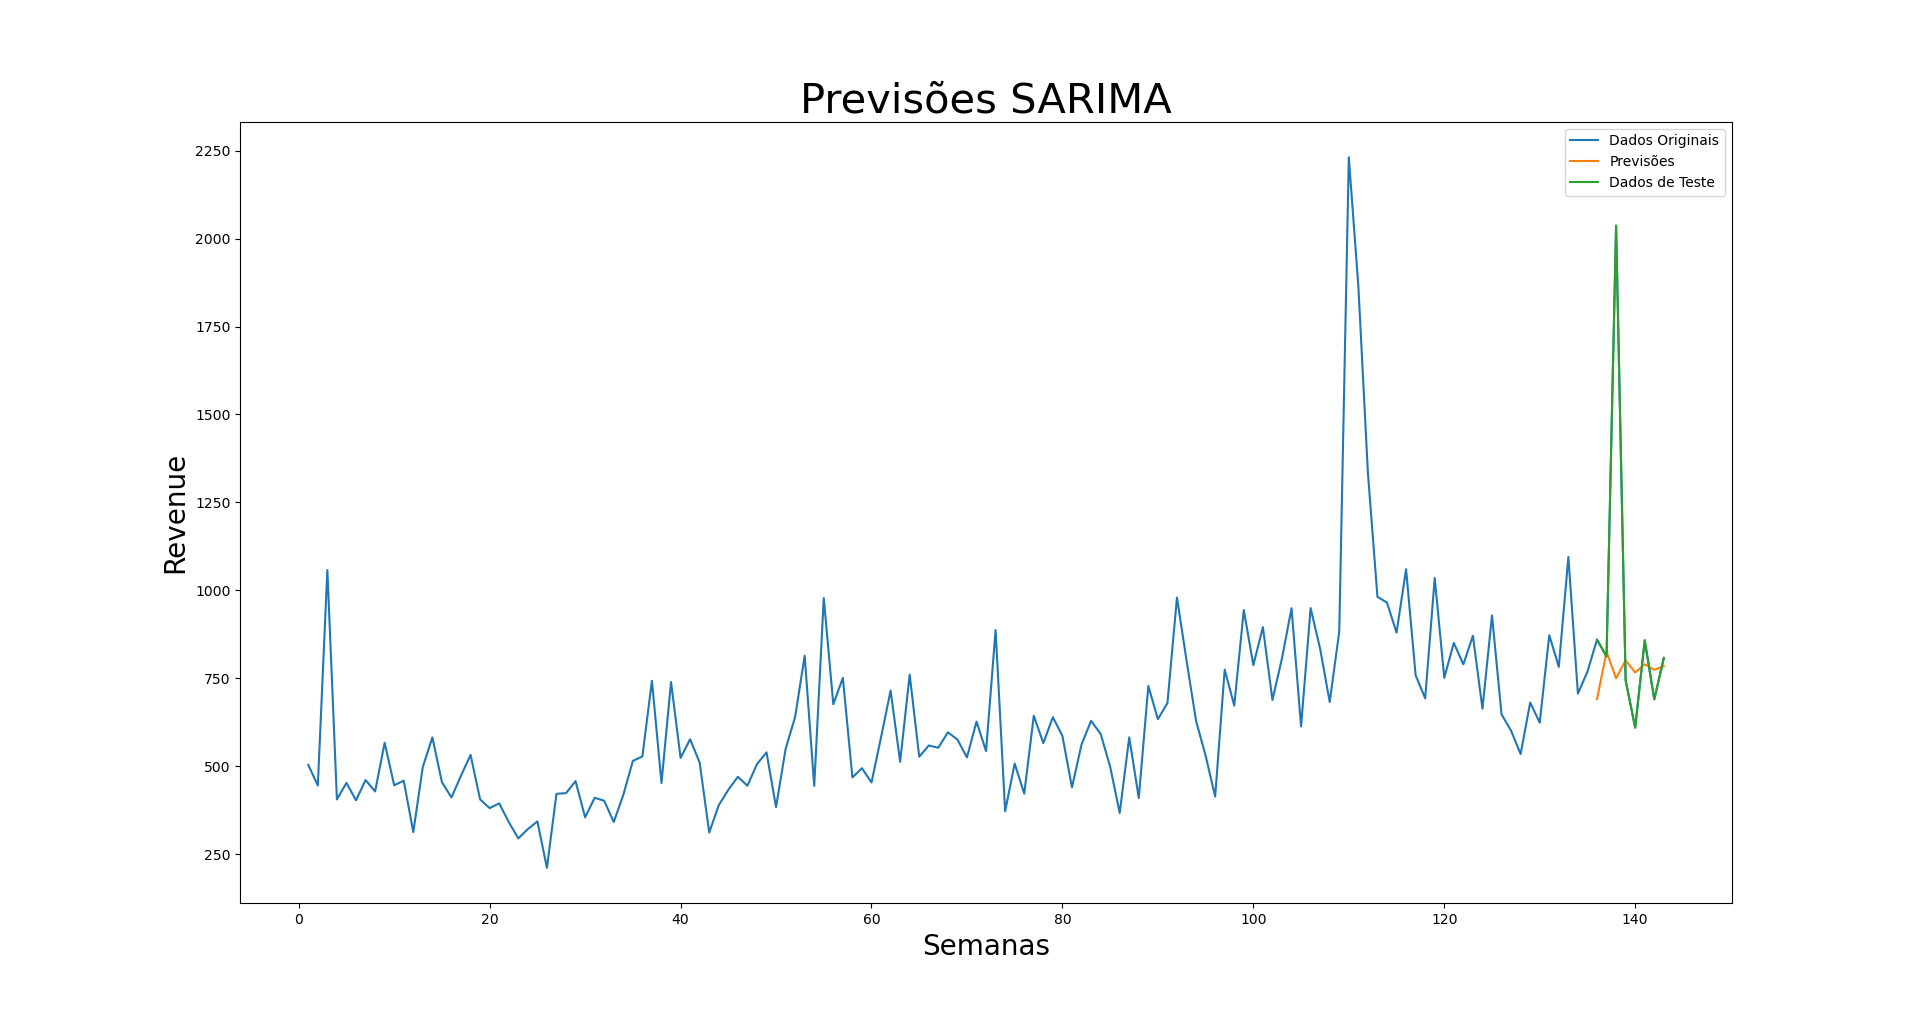 Previsões SARIMA
Dados Originais
Previsões
Dados de Teste
Revenue
2250
2000
1750
1500
1250
1000
750
500
250
0 20 40 60 80 100 120 140
Semanas